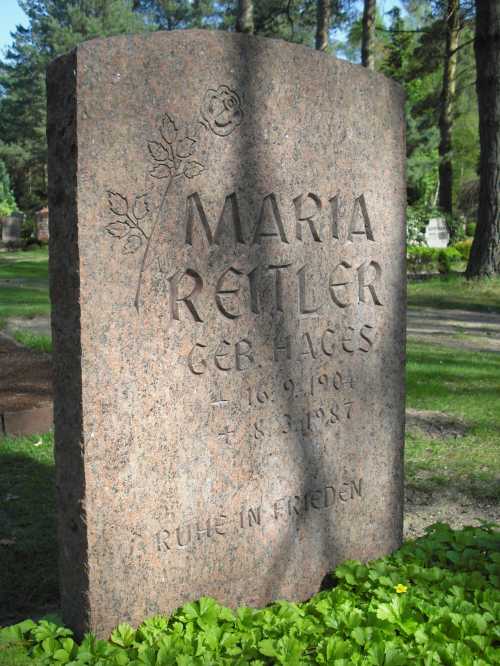 MARIA
REITLER
GEB. HAGES
* 16.9.1904
+ 8.3.1987
RUHE IN FRIEDEN